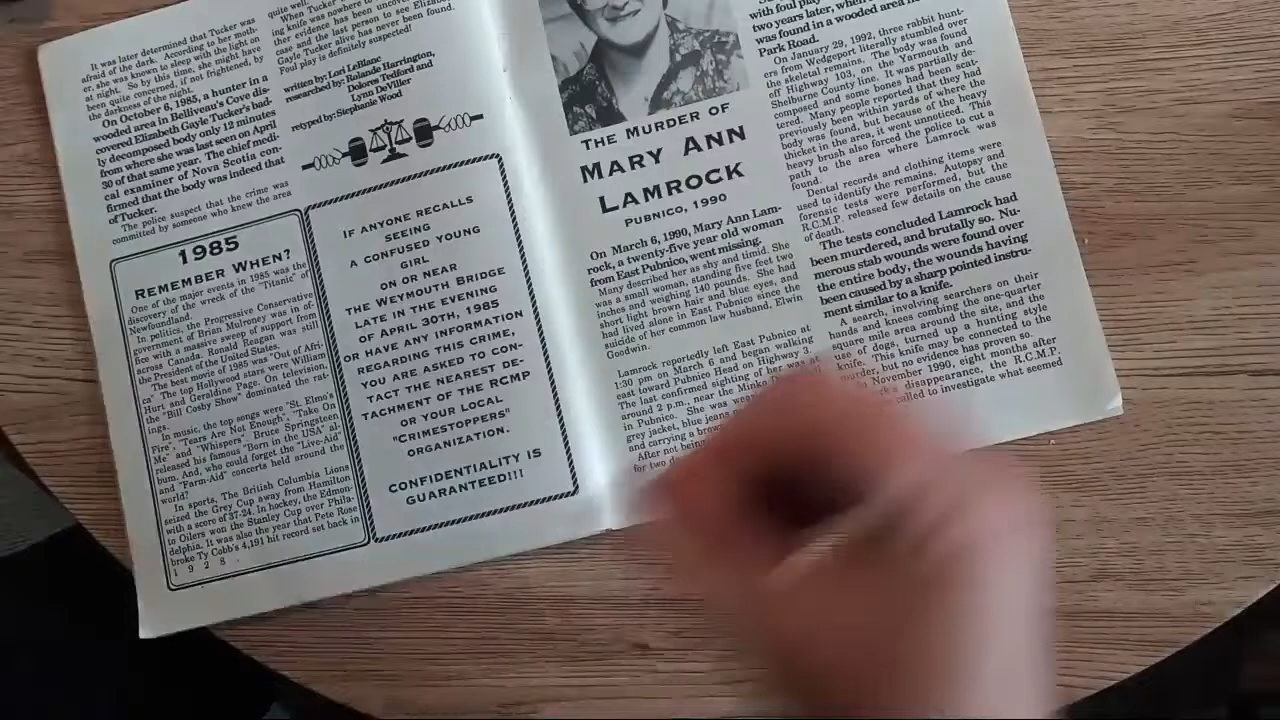 It was later determined that Tucker was
afraid of the dark. According to her moth-
er, she was known to sleep with the light on
at night. So by this time, she might have
been quite concerned, if not frightened, by
the darkness of the night.
On October 6, 1985, a hunter in a
wooded area in Belliveau's Cove dis-
covered Elizabeth Gayle Tucker's bad-
ly decomposed body only 12 minutes
from where she was last seen on April
30 of that same year. The chief medi-
cal examiner of Nova Scotia con-
firmed that the body was indeed that
of Tucker.
The police suspect that the crime was
committed by someone who knew the area
quite well.
When Tucker
ing knife was nowhere to
ther evidence has been uncov
case and the last person to see Eliza
Gayle Tucker alive has never been found.
Foul play is definitely suspected!
written by: Lori LeBlanc
researched by: Rolande Harrington,
Dolores Tedford and
Lynn DeViller
retyped by: Stephanie Wood
1985
REMEMBER WHEN?
One of the major events in 1985 was the
discovery of the wreck of the "Titanic" of
Newfoundland.
In politics, the Progressive Conservative
government of Brian Mulroney was in of-
fice with a massive sweep of support from
across Canada. Ronald Reagan was still
the President of the United States.
The best movie of 1985 was "Out of Afri-
ca" The top Hollywood stars were William
Hurt and Geraldine Page. On television,
the "Bill Cosby Show" dominated the rat-
ings.
In music, the top songs were "St. Elmo's
Fire", "Tears Are Not Enough", "Take On
Me" and "Whispers". Bruce Springsteen
released his famous "Born in the USA" al-
bum. And, who could forget the "Live-Aid"
and "Farm-Aid" concerts held around the
world?
In sports, The British Columbia Lions
seized the Grey Cup away from Hamilton
with a score of 37-24. In hockey, the Edmon-
to Oilers won the Stanley Cup over Phila-
delphia. It was also the year that Pete Rose
broke Ty Cobb's 4,191 hit record set back in
1 9 2 8 .
IF ANYONE RECALLS
SEEING
A CONFUSED YOUNG
GIRL
ON OR NEAR
THE WEYMOUTH BRIDGE
LATE IN THE EVENING
OF APRIL 30TH, 1985
OR HAVE ANY INFORMATION
REGARDING THIS CRIME,
YOU ARE ASKED TO CON-
TACT THE NEAREST DE-
TACHMENT OF THE RCMP
OR YOUR LOCAL
"CRIMESTOPPERS"
ORGANIZATION.
CONFIDENTIALITY IS
GUARANTEED!!!
THE MURDER OF
MARY ANN
LAMROCK
PUBNICO, 1990
On March 6, 1990, Mary Ann Lam-
rock, a twenty-five year old woman
from East Pubnico, went missing.
Many described her as shy and timid. She
was a small woman, standing five feet two
inches and weighing 140 pounds. She had
short light brown hair and blue eyes, and
had lived alone in East Pubnico since the
suicide of her common law husband, Elwin
Goodwin.
Lamrock reportedly left East Pubnico at
1:30 pm on March 6 and began walking
east toward Pubnico Head on Highway 3.
The last confirmed sighting of her was at
around 2 p.m., near the Minka
in Pubnico. She was wea
grey jacket, blue jeans
and carrying a brow
After not being
for two da
with foul play
two years later, when
was found in a wooded area
Park Road.
On January 29, 1992, three rabbit hunt-
ers from Wedgeport literally stumbled over
the skeletal remains. The body was found
off Highway 103, on the Yarmouth and
Shelburne County line. It was partially de-
composed and some bones had been scat-
tered. Many people reported that they had
previously been within yards of where the
body was found, but because of the heavy
thicket in the area, it went unnoticed. This
heavy brush also forced the police to cut a
path to the area where Lamrock was
found.
Dental records and clothing items were
used to identify the remains. Autopsy and
forensic tests were performed, but the
R.C.M.P. released few details on the cause
of death.
The tests concluded Lamrock had
been murdered, and brutally so. Nu-
merous stab wounds were found over
the entire body, the wounds having
been caused by a sharp pointed instru-
ment similar to a knife.
A search, involving searchers on their
hands and knees combing the one-quarter
square mile area around the site, and the
use of dogs, turned up a hunting style
knife. This knife may be connected to the
murder, but no evidence has proven so.
November 1990, eight months after
disappearance, the R.C.M.P.
called to investigate what seemed